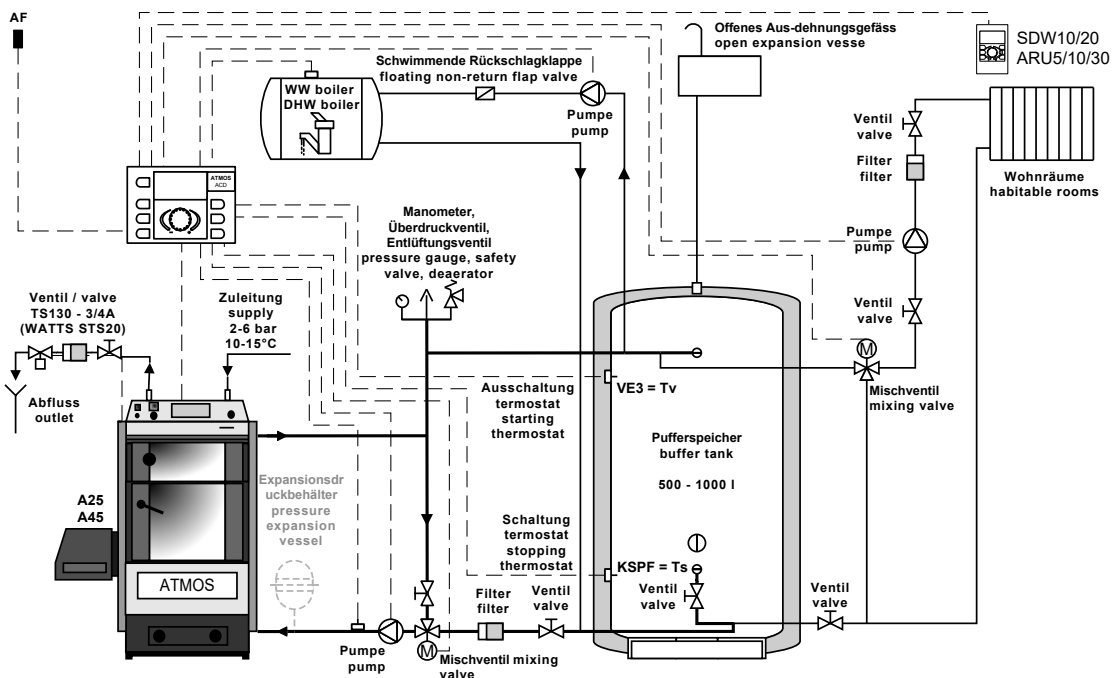 AF
Offenes Aus-dehnungsgefäss
open expansion vesse
SDW10/20
ARU5/10/30
Schwimmende Rückschlagklappe
floating non-return flap valve
WW boiler
DHW boiler
Pumpe
pump
Ventil
valve
Filter
filter
Wohnräume
habitable rooms
ATMOS
ACD
Manometer,
Überdruckventil,
Entlüftungsventil
pressure gauge, safety
valve, deaerator
Pumpe
pump
Ventil / valve
TS130 - 3/4A
(WATTS STS20)
Zuleitung
supply
2-6 bar
10-15°C
Ventil
valve
M
Abfluss
outlet
Ausschaltung
termostat
starting
thermostat
VE3 = Tv
Mischventil
mixing valve
Pufferspeicher
buffer tank
500 - 1000 l
Expansionsdr
uckbehälter
pressure
expansion
vessel
A25
A45
Schaltung
termostat
stopping
thermostat
KSPF = Ts
ATMOS
Ventil
valve
Filter
filter
Ventil
valve
Ventil
valve
Pumpe
pump
M
Mischventil mixing
valve